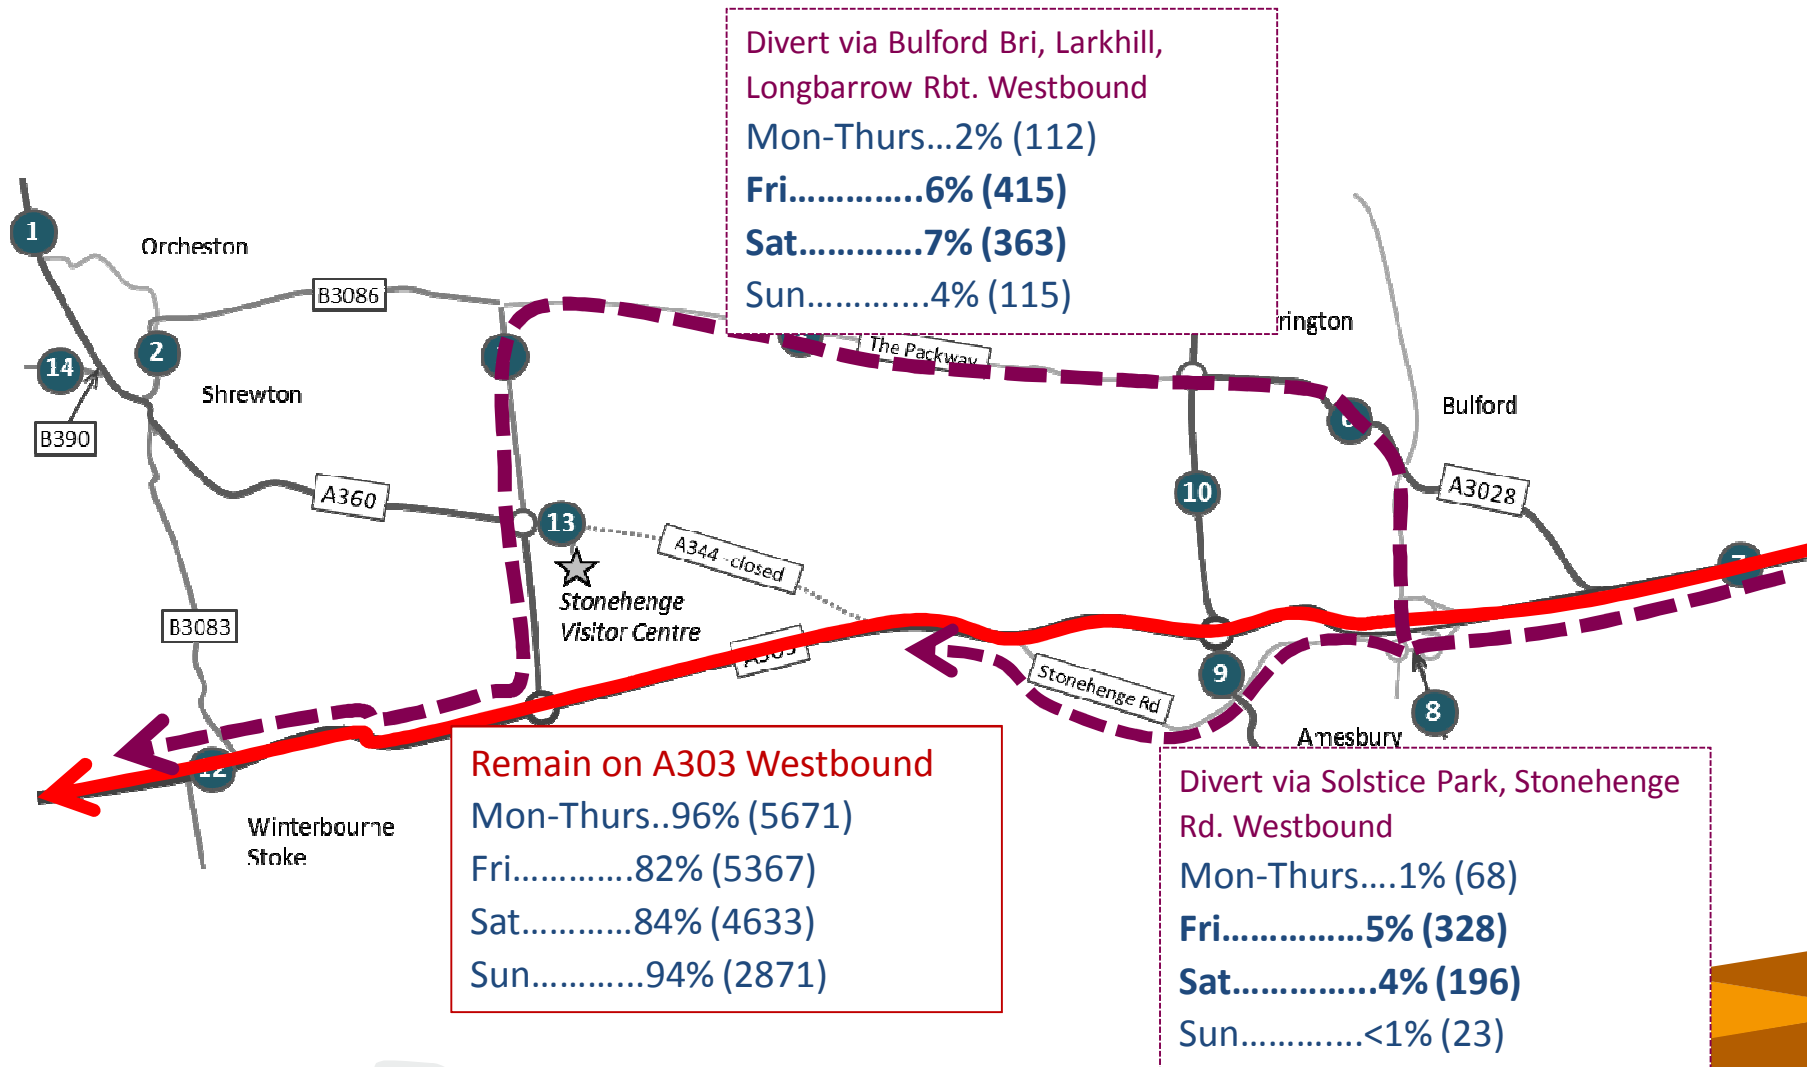 Divert via Bulford Bri, Larkhill,
Longbarrow Rbt. Westbound
Mon-Thurs...2% (112)
Fri…………..6% (415)
Sat………….7% (363)
Sun………....4% (115)
1
Orcheston
B3086
rington
The Packway
14
2
Shrewton
B390
Bulford
A360
13
10
A3028
A344 -closed
Stonehenge
Visitor Centre
B3083
A303
7
Stonehenge Rd
9
8
Amesbury
12
Winterbourne
Stoke
Remain on A303 Westbound
Mon-Thurs..96% (5671)
Fri………….82% (5367)
Sat…………84% (4633)
Sun………...94% (2871)
Divert via Solstice Park, Stonehenge
Rd. Westbound
Mon-Thurs....1% (68)
Fri……………5% (328)
Sat…………...4% (196)
Sun………....<1% (23)